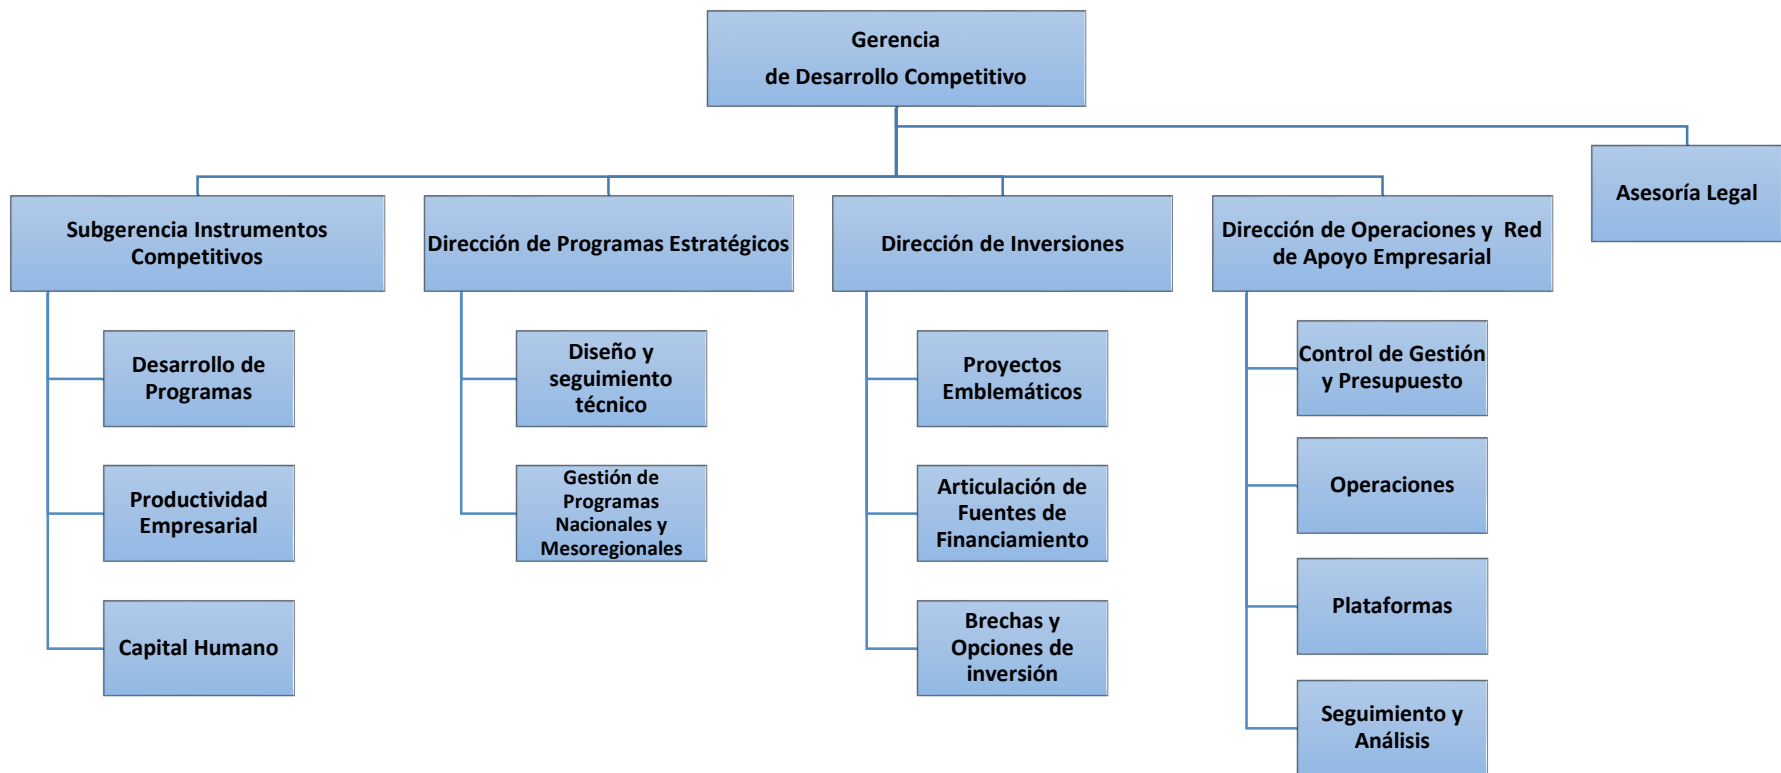 Gerencia
de Desarrollo Competitivo
Asesoría Legal
Subgerencia Instrumentos
Competitivos
Desarrollo de
Programas
Productividad
Empresarial
Capital Humano
Dirección de Programas Estratégicos
Diseño y
seguimiento
técnico
Gestión de
Programas
Nacionales y
Mesoregionales
Dirección de Inversiones
Proyectos
Emblemáticos
Articulación de
Fuentes de
Financiamiento
Brechas y
Opciones de
inversión
Dirección de Operaciones y Red
de Apoyo Empresarial
Control de Gestión
y Presupuesto
Operaciones
Plataformas
Seguimiento y
Análisis